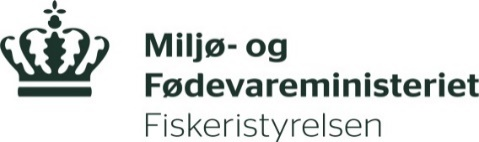 Miljø- og
Fødevareministeriet
Fiskeristyrelsen